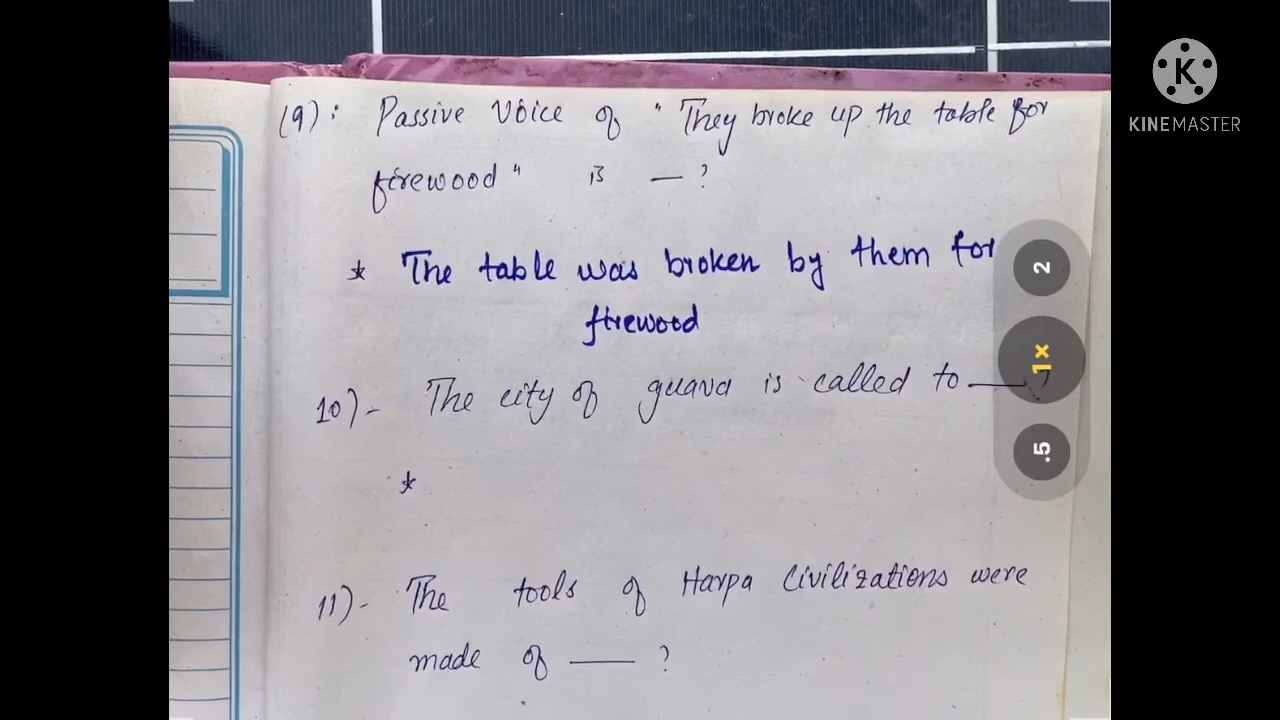 (9): Passive Voice of "They broke up the table for
firewood" is — ?
* The table was broken by them for
firewood
10)- The city of guava is called to — ?
*
11)- The tools of Harpa Civilizations were
made of — ?
K
KINEMASTER
2
1×
.5